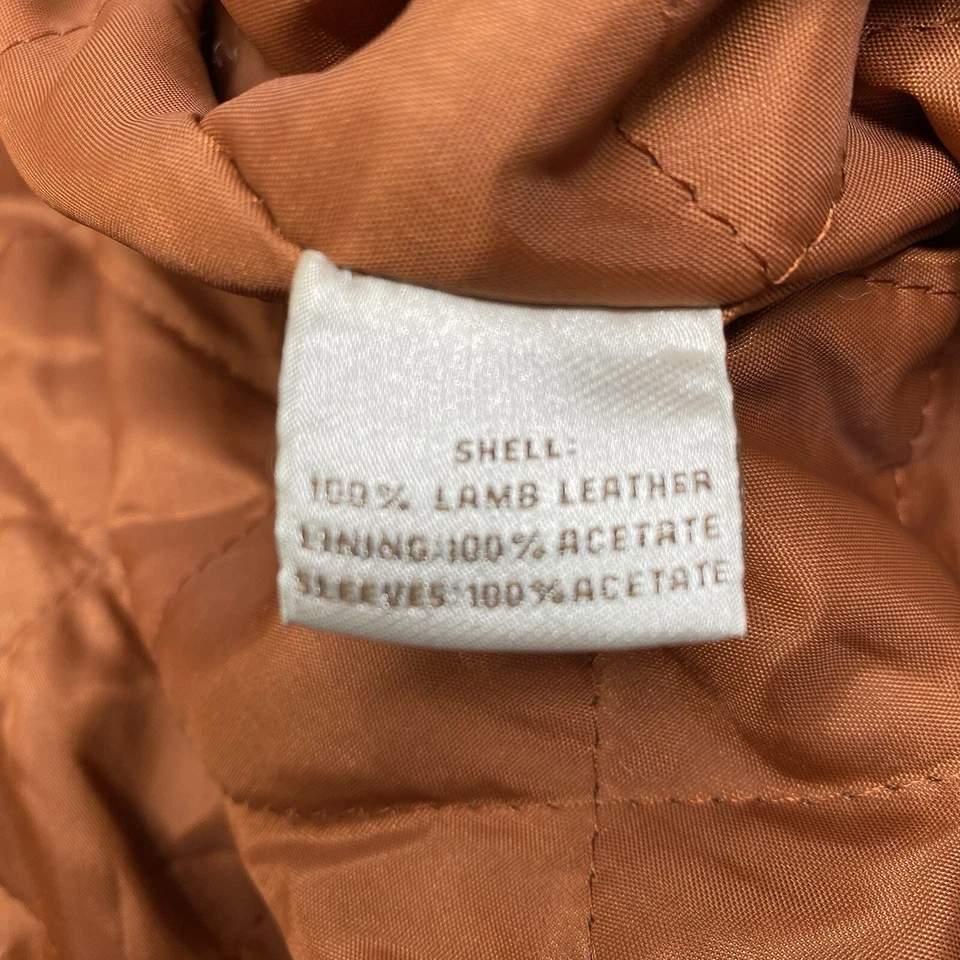 SHELL:
100% LAMB LEATHER
LINING:100% ACETATE
SLEEVES:100% ACETATE